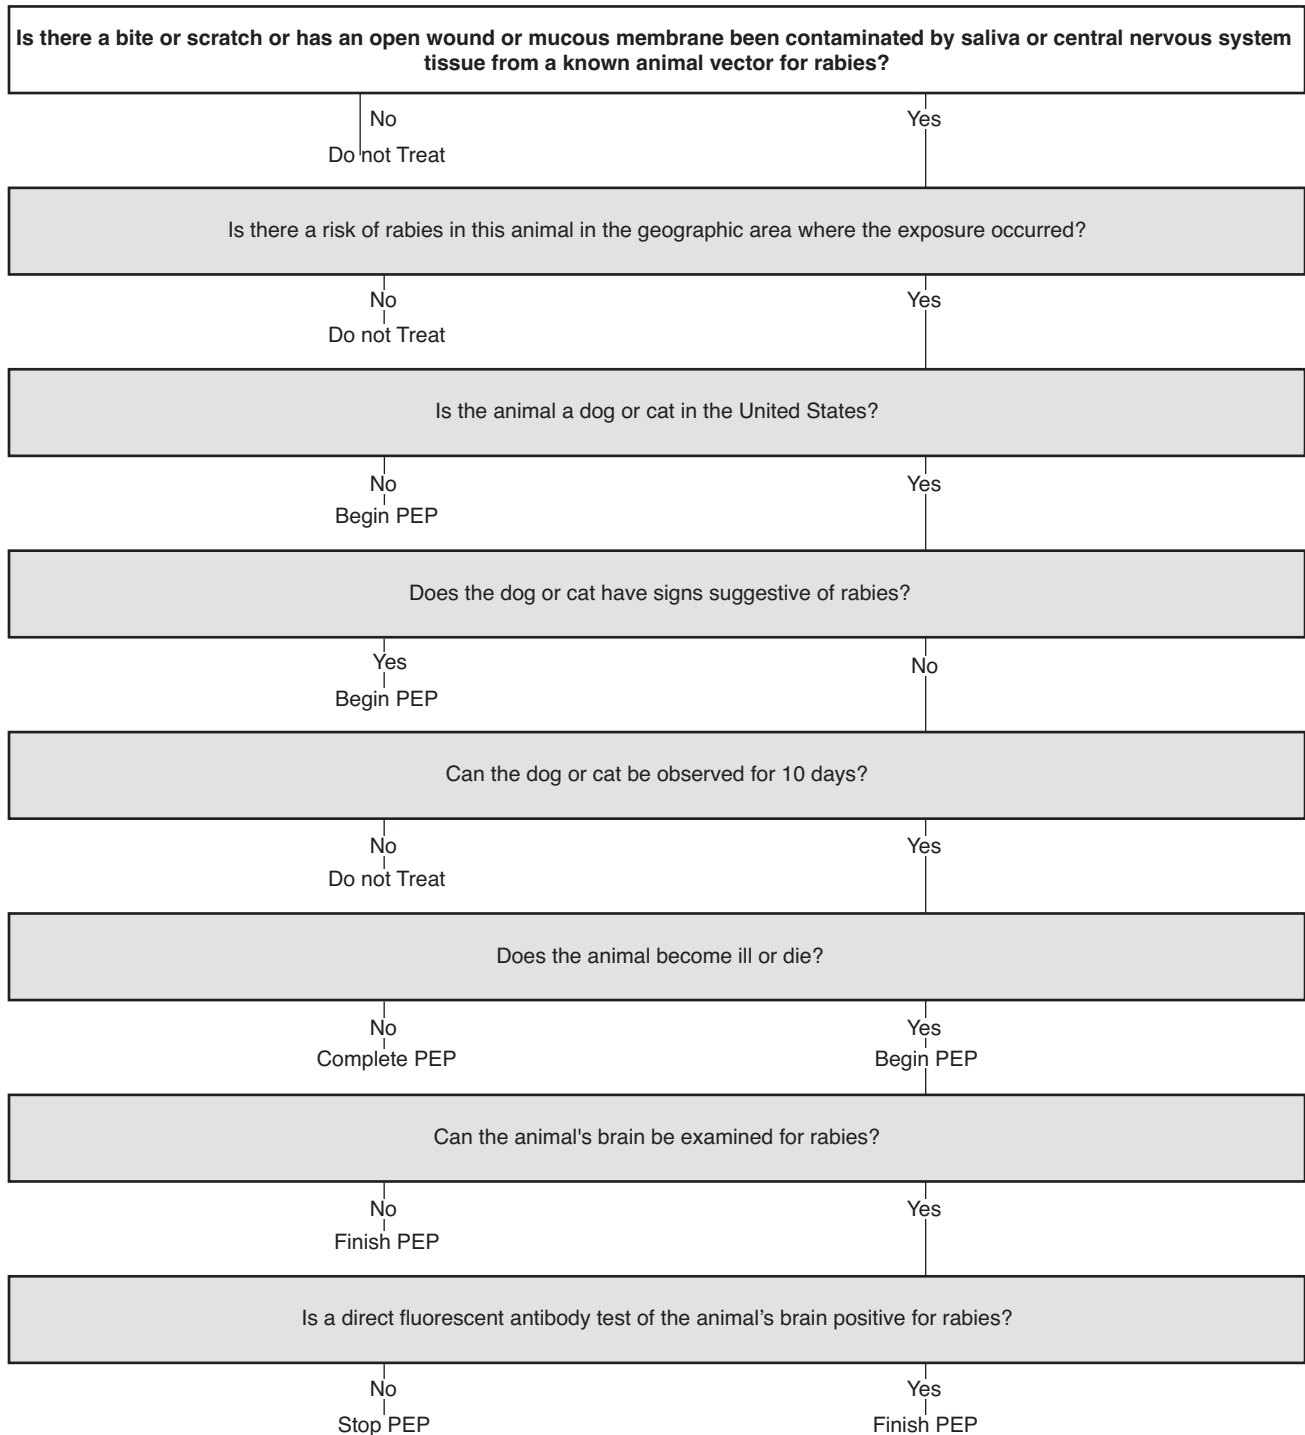 Is there a bite or scratch or has an open wound or mucous membrane been contaminated by saliva or central nervous system
tissue from a known animal vector for rabies?
No
Yes
Do not Treat
Is there a risk of rabies in this animal in the geographic area where the exposure occurred?
No
Yes
Do not Treat
Is the animal a dog or cat in the United States?
No
Yes
Begin PEP
Does the dog or cat have signs suggestive of rabies?
Yes
No
Begin PEP
Can the dog or cat be observed for 10 days?
No
Yes
Do not Treat
Does the animal become ill or die?
No
Yes
Complete PEP
Begin PEP
Can the animal's brain be examined for rabies?
No
Yes
Finish PEP
Is a direct fluorescent antibody test of the animal’s brain positive for rabies?
No
Yes
Stop PEP
Finish PEP